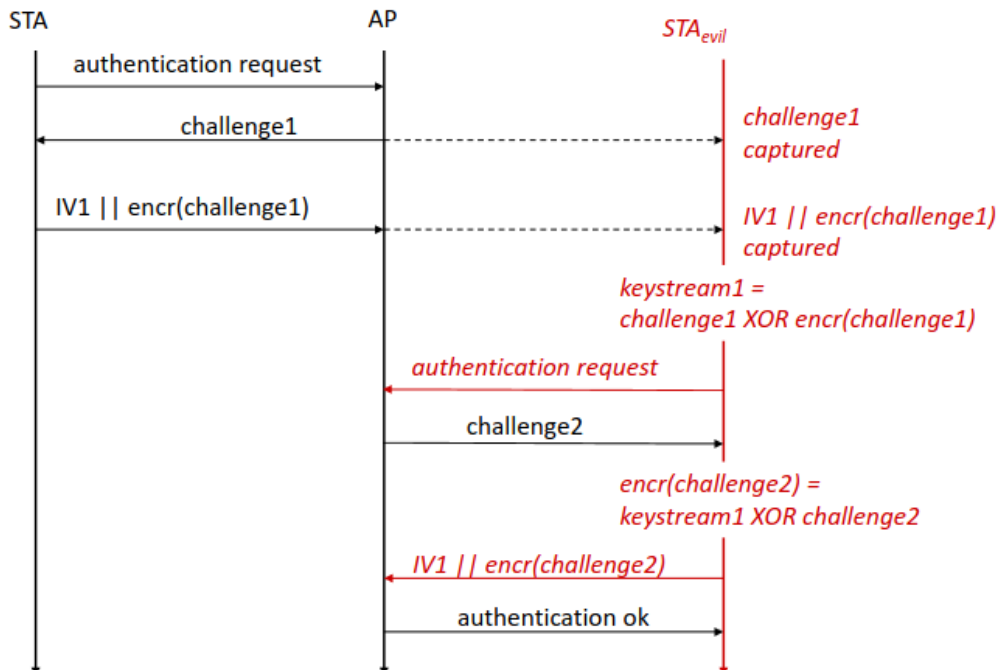 STA
AP
STAevil
authentication request
challenge1
challenge1
captured
IV1 || encr(challenge1)
IV1 || encr(challenge1)
captured
keystream1 =
challenge1 XOR encr(challenge1)
authentication request
challenge2
encr(challenge2) =
keystream1 XOR challenge2
IV1 || encr(challenge2)
authentication ok